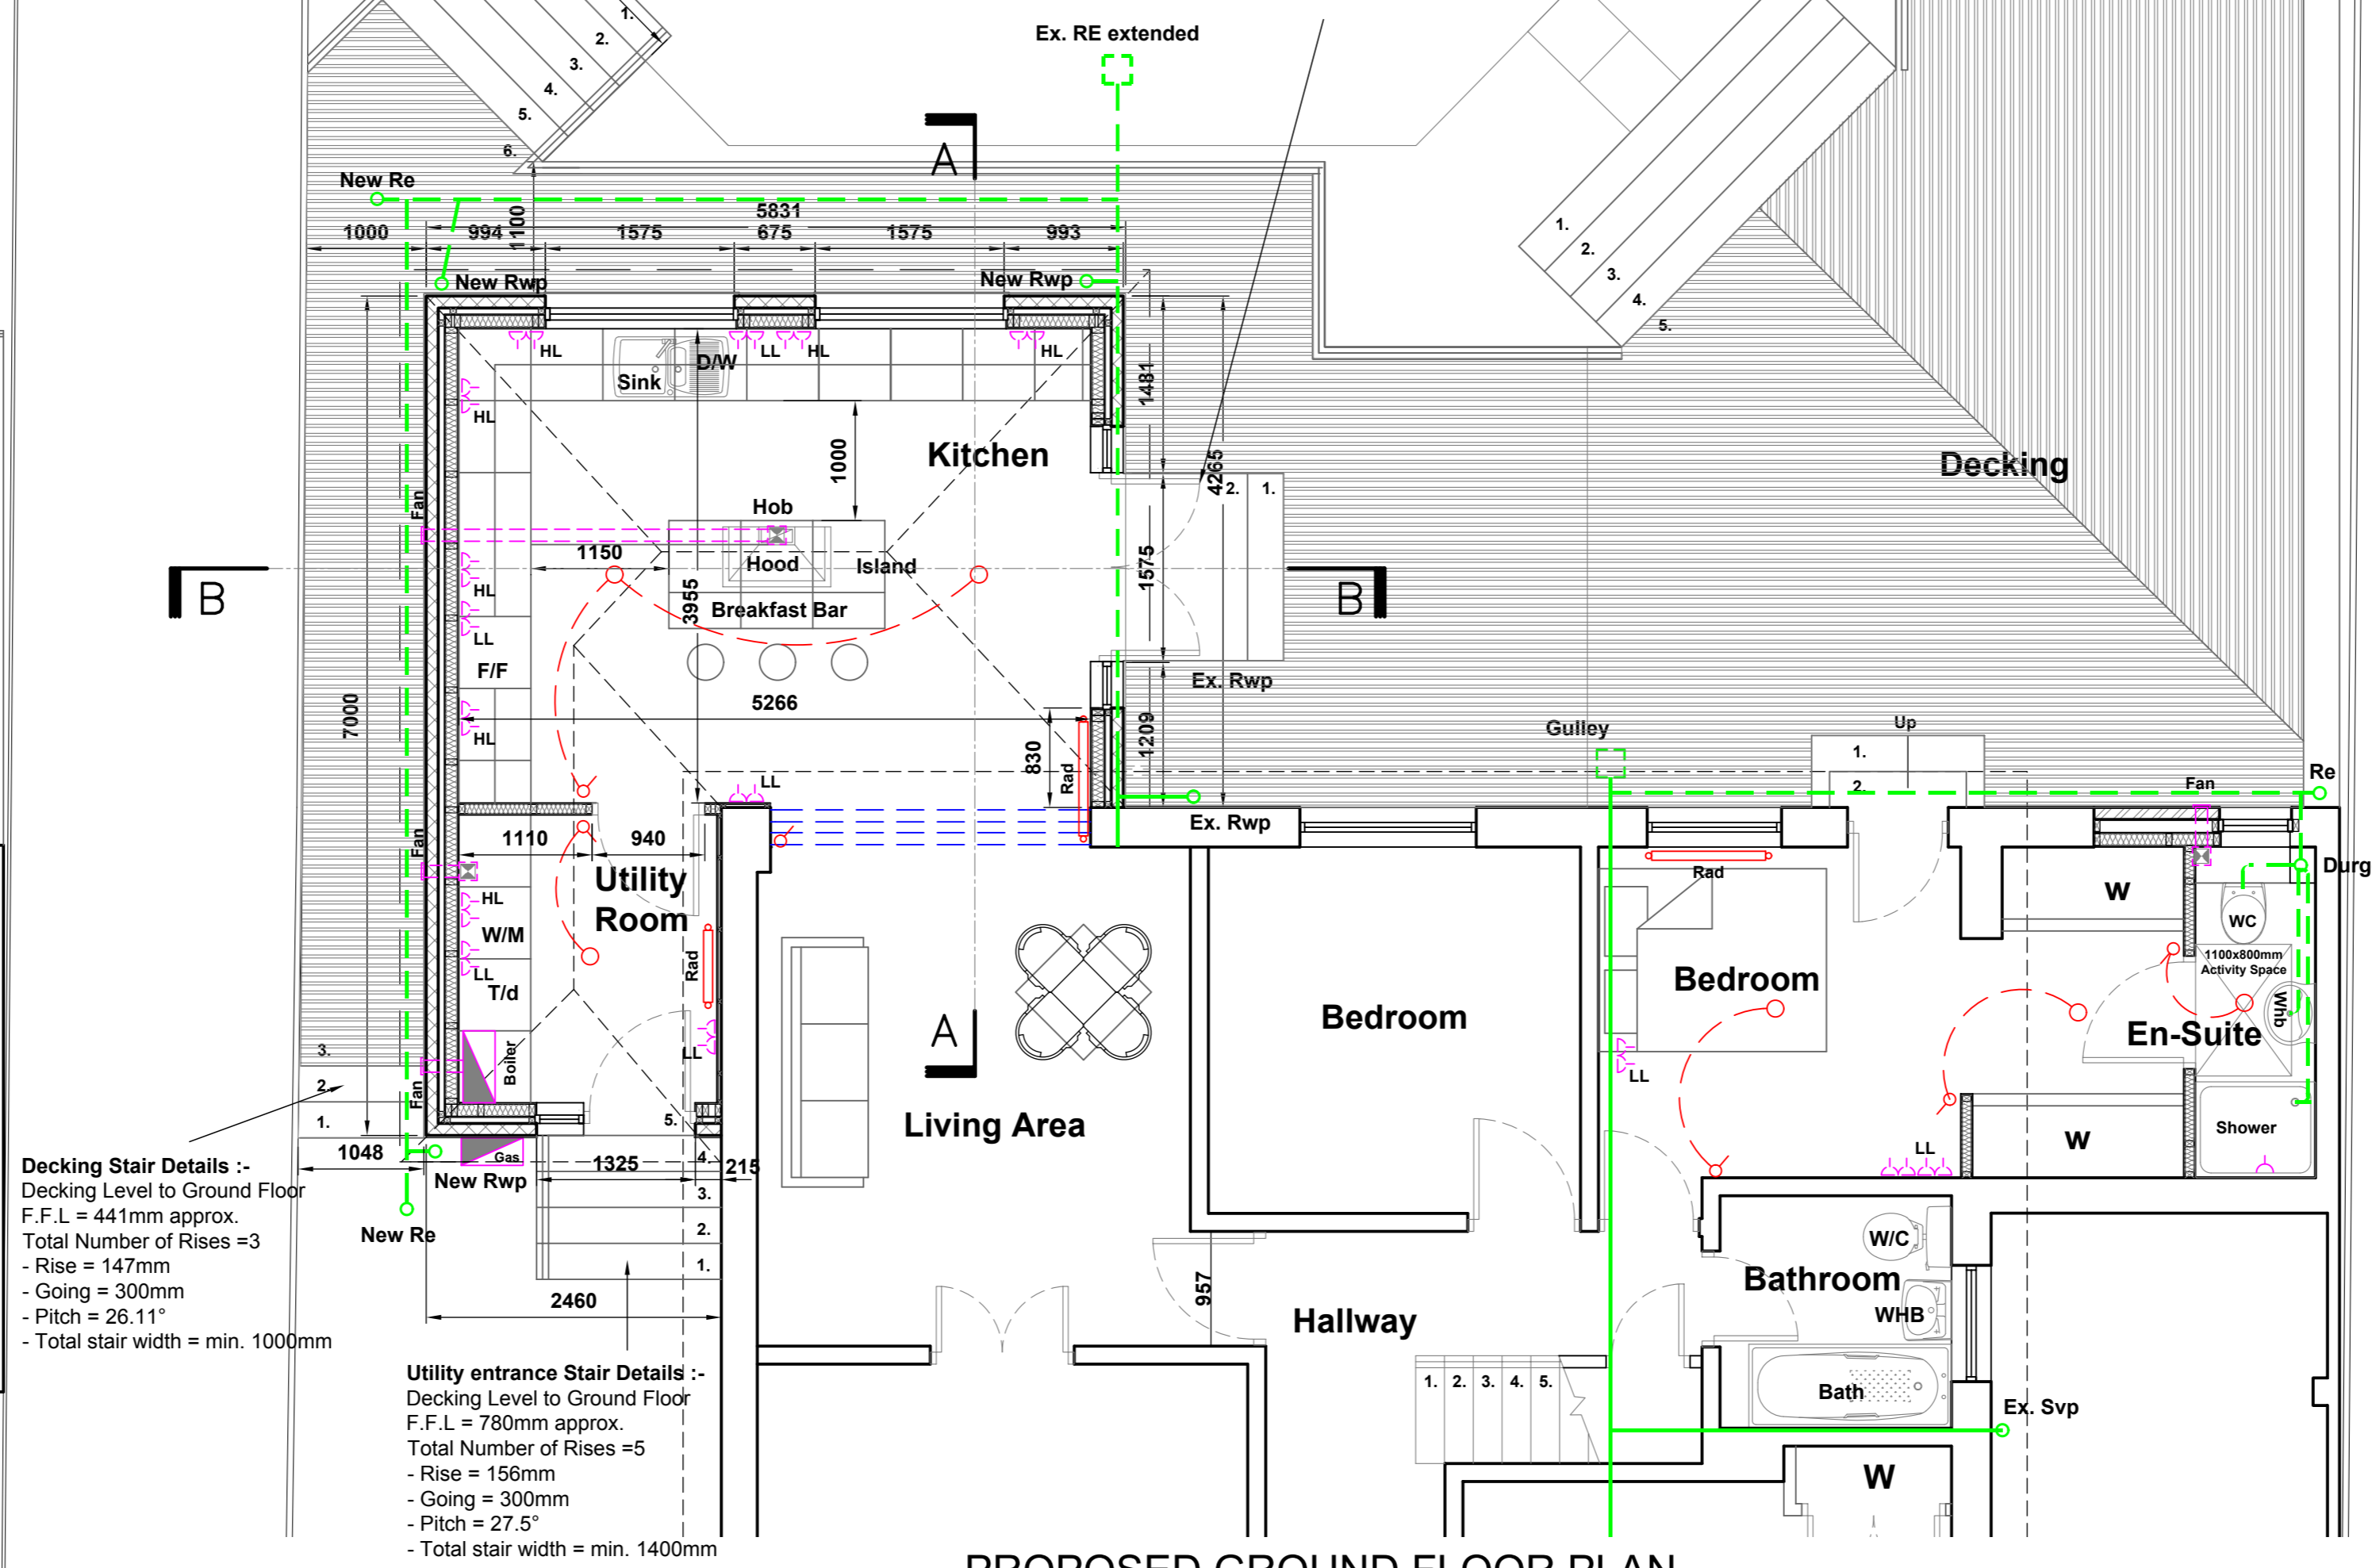 1.
2.
3.
4.
5.
6.
Ex. RE extended
A
New Re
5831
1000
994
1100
1575
675
1575
993
New Rwp
New Rwp
1.
2.
3.
4.
5.
HL
LL
HL
HL
Sink
D/W
HL
1481
Kitchen
1000
4265
2.
1.
Decking
Fan
Hob
1150
Hood
Island
1575
B
B
HL
3955
Breakfast Bar
LL
F/F
Ex. Rwp
5266
7000
HL
830
1209
Rad
LL
Gulley
Up
1.
2.
Fan
Re
Ex. Rwp
1110
940
Fan
Utility
Room
Rad
Durg
HL
W/M
LL
T/d
Rad
W
WC
1100x800mm
Activity Space
Whb
Bedroom
Bedroom
En-Suite
A
LL
LL
Boiler
3.
2.
1.
Fan
5.
Living Area
LL
W
Shower
1048
Gas
1325
4.
215
New Rwp
3.
2.
1.
New Re
Decking Stair Details :-
Decking Level to Ground Floor
F.F.L = 441mm approx.
Total Number of Rises =3
- Rise = 147mm
- Going = 300mm
- Pitch = 26.11°
- Total stair width = min. 1000mm
2460
957
Hallway
W/C
Bathroom
WHB
Bath
1. 2. 3. 4. 5.
Ex. Svp
W
Utility entrance Stair Details :-
Decking Level to Ground Floor
F.F.L = 780mm approx.
Total Number of Rises =5
- Rise = 156mm
- Going = 300mm
- Pitch = 27.5°
- Total stair width = min. 1400mm
PROPOSED GROUND FLOOR PLAN